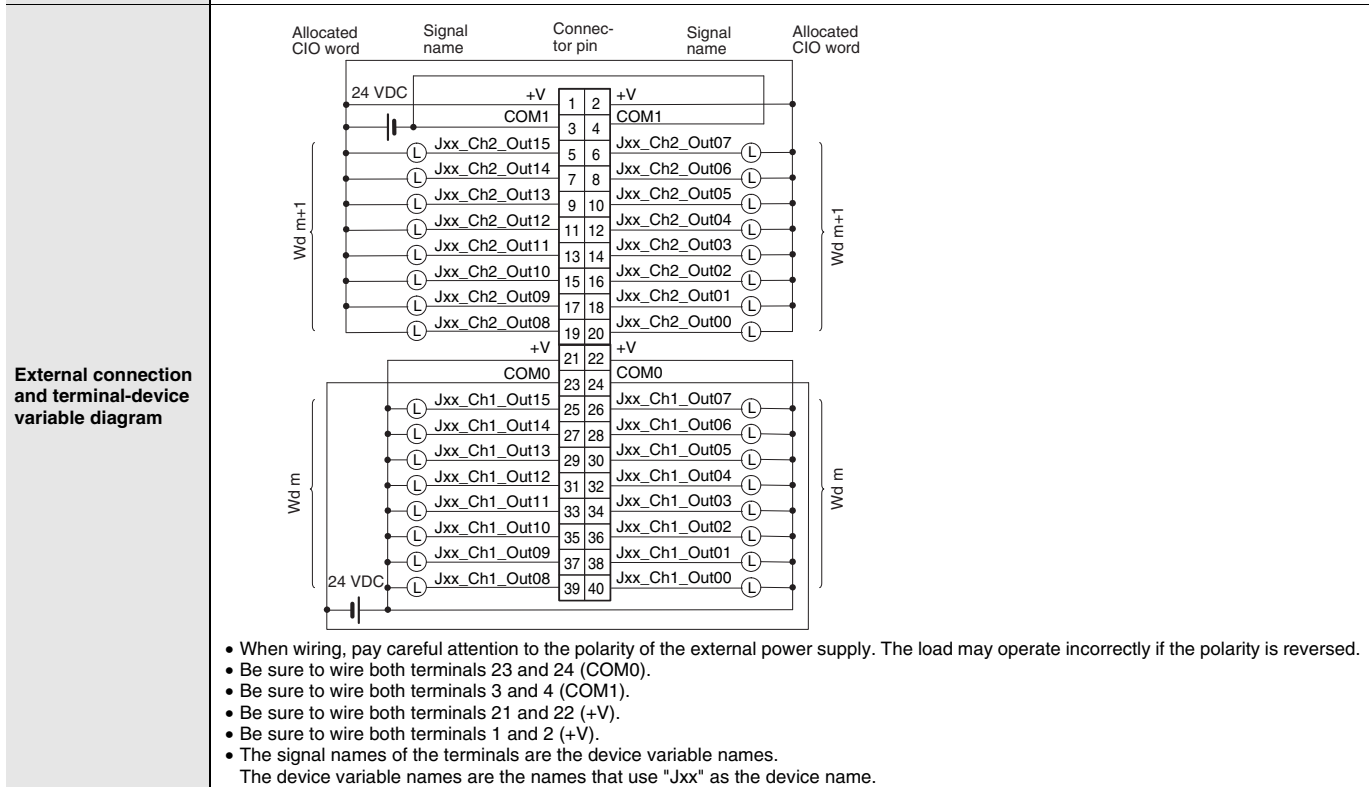 External connection
and terminal-device
variable diagram
Allocated CIO word Signal name Connec- tor pin Signal name Allocated CIO word
24 VDC
+V 1 2 +V
COM1 3 4 COM1
L Jxx_Ch2_Out15 5 6 Jxx_Ch2_Out07 L
L Jxx_Ch2_Out14 7 8 Jxx_Ch2_Out06 L
L Jxx_Ch2_Out13 9 10 Jxx_Ch2_Out05 L
L Jxx_Ch2_Out12 11 12 Jxx_Ch2_Out04 L
Wd m+1 Wd m+1
L Jxx_Ch2_Out11 13 14 Jxx_Ch2_Out03 L
L Jxx_Ch2_Out10 15 16 Jxx_Ch2_Out02 L
L Jxx_Ch2_Out09 17 18 Jxx_Ch2_Out01 L
L Jxx_Ch2_Out08 19 20 Jxx_Ch2_Out00 L
+V 21 22 +V
COM0 23 24 COM0
L Jxx_Ch1_Out15 25 26 Jxx_Ch1_Out07 L
L Jxx_Ch1_Out14 27 28 Jxx_Ch1_Out06 L
L Jxx_Ch1_Out13 29 30 Jxx_Ch1_Out05 L
L Jxx_Ch1_Out12 31 32 Jxx_Ch1_Out04 L
Wd m Wd m
L Jxx_Ch1_Out11 33 34 Jxx_Ch1_Out03 L
L Jxx_Ch1_Out10 35 36 Jxx_Ch1_Out02 L
L Jxx_Ch1_Out09 37 38 Jxx_Ch1_Out01 L
24 VDC L Jxx_Ch1_Out08 39 40 Jxx_Ch1_Out00 L
• When wiring, pay careful attention to the polarity of the external power supply. The load may operate incorrectly if the polarity is reversed.
• Be sure to wire both terminals 23 and 24 (COM0).
• Be sure to wire both terminals 3 and 4 (COM1).
• Be sure to wire both terminals 21 and 22 (+V).
• Be sure to wire both terminals 1 and 2 (+V).
• The signal names of the terminals are the device variable names.
The device variable names are the names that use "Jxx" as the device name.